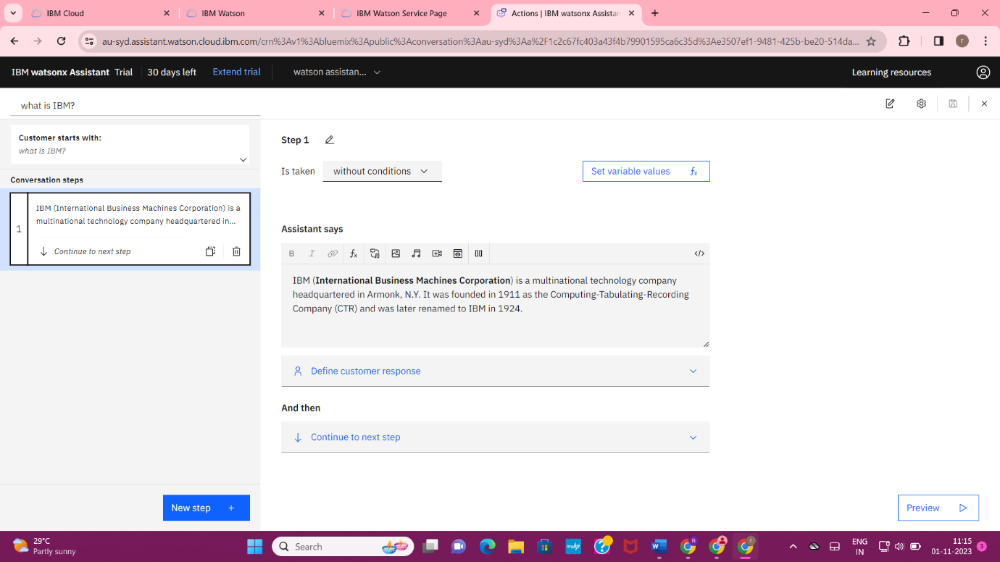 IBM Cloud
IBM Watson
IBM Watson Service Page
Actions | IBM watsonx Assistan
au-syd.assistant.watson.cloud.ibm.com/crn%3Av1%3Abluemix%3Apublic%3Aconversation%3Aau-syd%3Aa%2F1c2c67fc403a43f4b79901595ca6c35d%3Ae3507ef1-9481-425b-be20-514da...
r
IBM watsonx Assistant Trial 30 days left Extend trial watson assistan... Learning resources
what is IBM?
Customer starts with:
what is IBM?
Conversation steps
1
IBM (International Business Machines Corporation) is a
multinational technology company headquartered in...
Continue to next step
New step +
Step 1
Is taken without conditions Set variable values fx
Assistant says
B I fx </>
IBM (International Business Machines Corporation) is a multinational technology company
headquartered in Armonk, N.Y. It was founded in 1911 as the Computing-Tabulating-Recording
Company (CTR) and was later renamed to IBM in 1924.
Define customer response
And then
Continue to next step
Preview
29°C
Partly sunny
Search
myhp
W
R
r
ENG
IN
11:15
01-11-2023
3